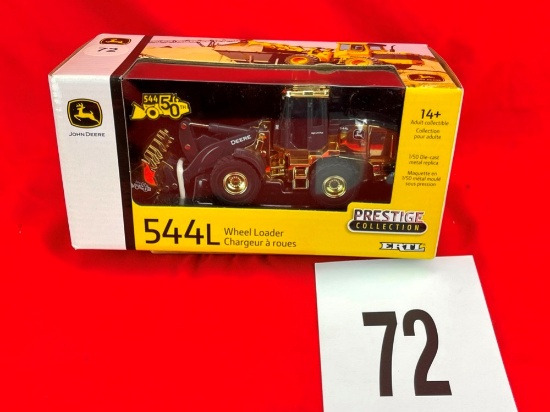 72
JOHN DEERE
544 50TH
DEERE
14+
Adult collectible
Collection
pour adulte
1/50 Die-cast
metal replica
Maquette en
1/50 métal moulé
sous pression
544L
Wheel Loader
Chargeur à roues
PRESTIGE
COLLECTION
ERTL
72